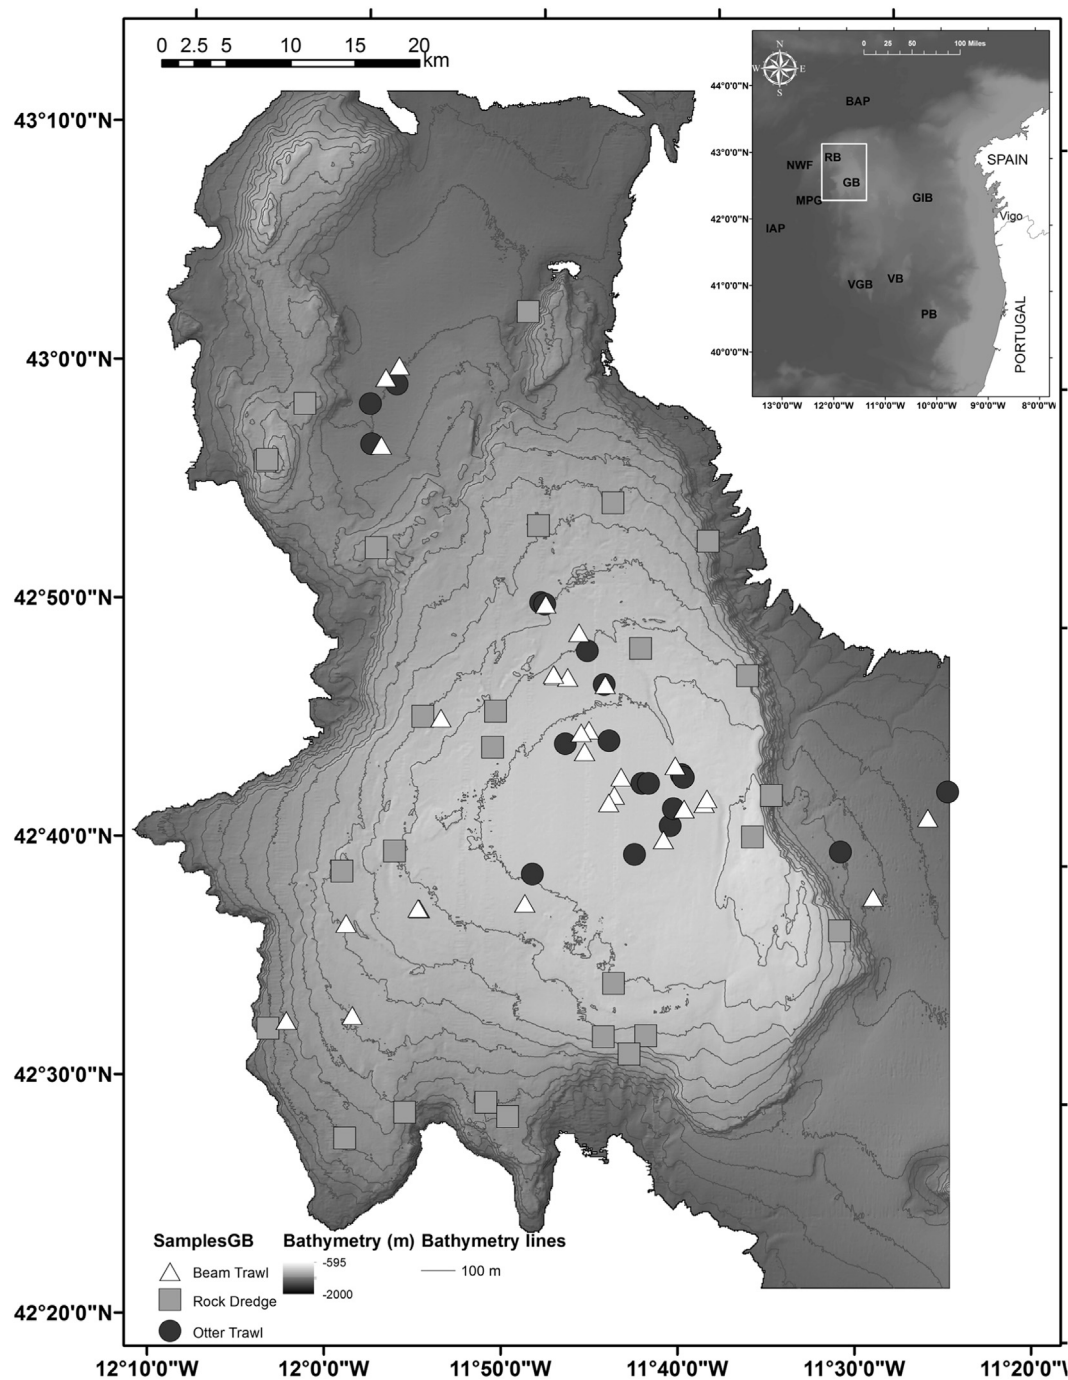 0 2.5 5 10 15 20
km
N
W E
S
0 25 50 100 Miles
44°0'0"N
43°0'0"N
42°0'0"N
41°0'0"N
40°0'0"N
BAP
RB
NWF
GB
MPG
GIB
IAP
VB
VGB
PB
SPAIN
Vigo
PORTUGAL
13°0'0"W 12°0'0"W 11°0'0"W 10°0'0"W 9°0'0"W 8°0'0"W
43°10'0"N
43°0'0"N
42°50'0"N
42°40'0"N
42°30'0"N
42°20'0"N
SamplesGB
Beam Trawl
Rock Dredge
Otter Trawl
Bathymetry (m)
-595
-2000
Bathymetry lines
100 m
12°10'0"W 12°0'0"W 11°50'0"W 11°40'0"W 11°30'0"W 11°20'0"W